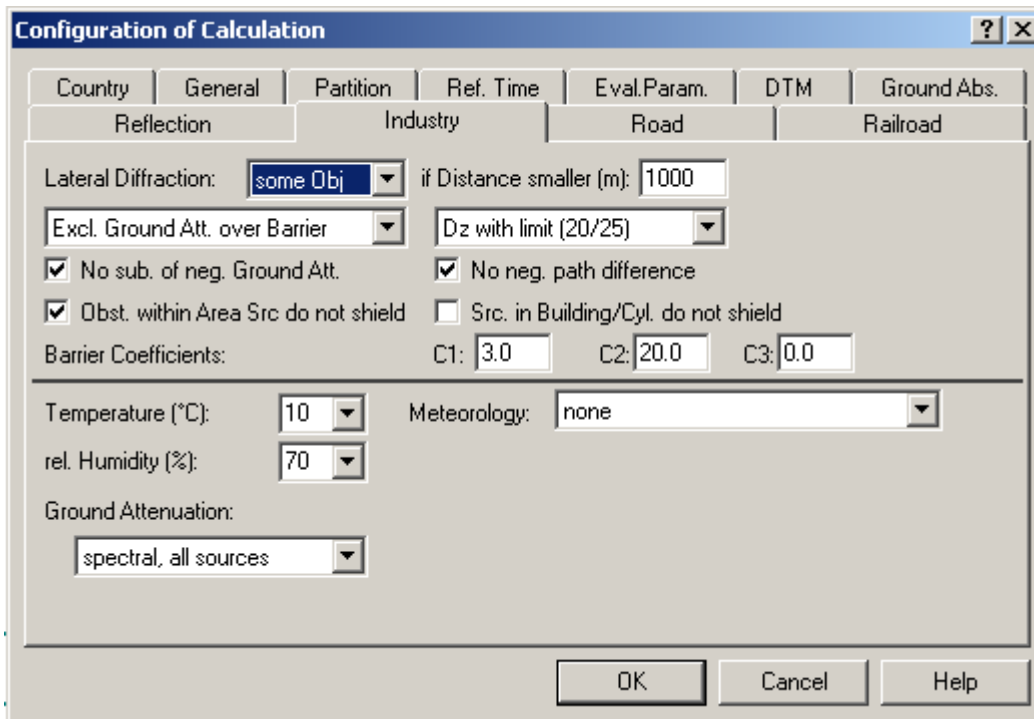 Configuration of Calculation
Country General Partition Ref. Time Eval.Param. DTM Ground Abs.
Reflection Industry Road Railroad
Lateral Diffraction: some Obj if Distance smaller (m): 1000
Excl. Ground Att. over Barrier Dz with limit (20/25)
No sub. of neg. Ground Att. No neg. path difference
Obst. within Area Src do not shield Src. in Building/Cyl. do not shield
Barrier Coefficients: C1: 3.0 C2: 20.0 C3: 0.0
Temperature (°C): 10 Meteorology: none
rel. Humidity (%): 70
Ground Attenuation:
spectral, all sources
OK Cancel Help